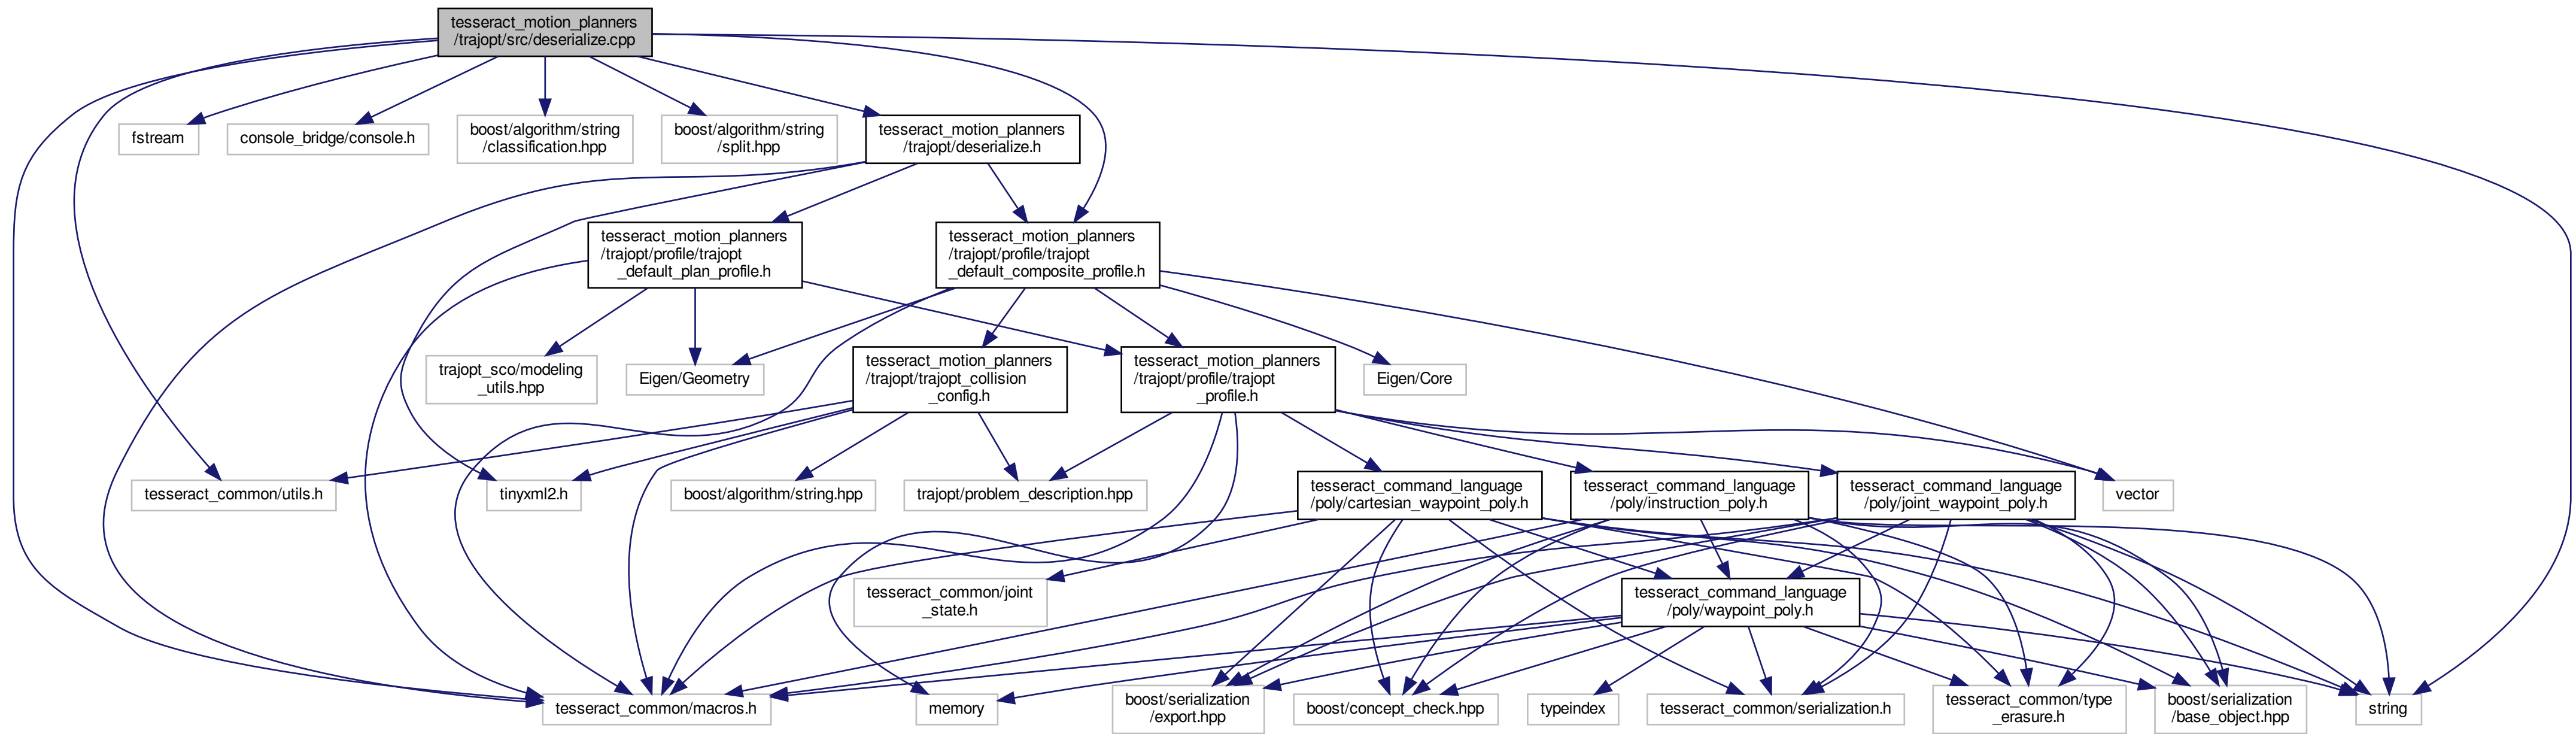 tesseract_motion_planners
/trajopt/src/deserialize.cpp
fstream
console_bridge/console.h
boost/algorithm/string
/classification.hpp
boost/algorithm/string
/split.hpp
tesseract_motion_planners
/trajopt/deserialize.h
tesseract_motion_planners
/trajopt/profile/trajopt
_default_plan_profile.h
tesseract_motion_planners
/trajopt/profile/trajopt
_default_composite_profile.h
trajopt_sco/modeling
_utils.hpp
Eigen/Geometry
tesseract_motion_planners
/trajopt/trajopt_collision
_config.h
tesseract_motion_planners
/trajopt/profile/trajopt
_profile.h
Eigen/Core
tesseract_common/utils.h
tinyxml2.h
boost/algorithm/string.hpp
trajopt/problem_description.hpp
tesseract_command_language
/poly/cartesian_waypoint_poly.h
tesseract_command_language
/poly/instruction_poly.h
tesseract_command_language
/poly/joint_waypoint_poly.h
vector
tesseract_common/joint
_state.h
tesseract_command_language
/poly/waypoint_poly.h
tesseract_common/macros.h
memory
boost/serialization
/export.hpp
boost/concept_check.hpp
typeindex
tesseract_common/serialization.h
tesseract_common/type
_erasure.h
boost/serialization
/base_object.hpp
string